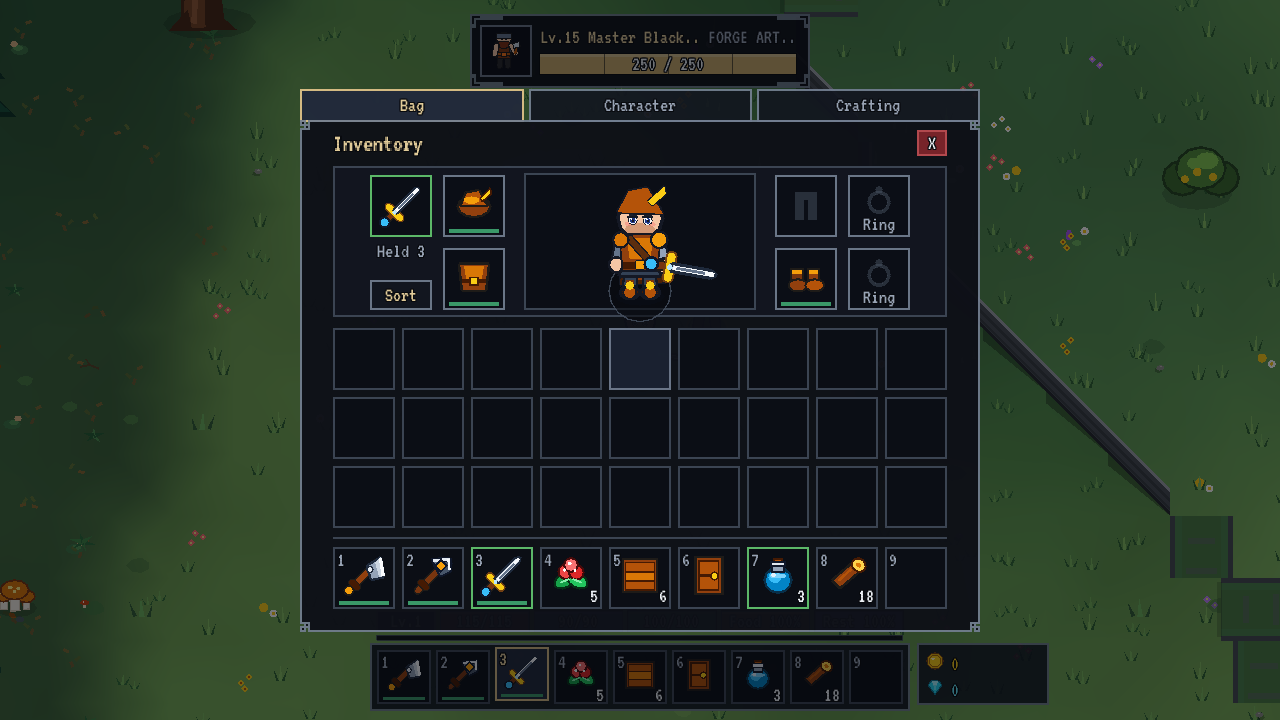 Lv.15 Master Black.. FORGE ART..
250 / 250
Bag Character Crafting
Inventory X
Ring
Held 3
Sort Ring
1 2 3 4 5 6 7 8 9
5 6 3 18
1 2 3 4 5 6 7 8 9
5 6 3 18
0
0